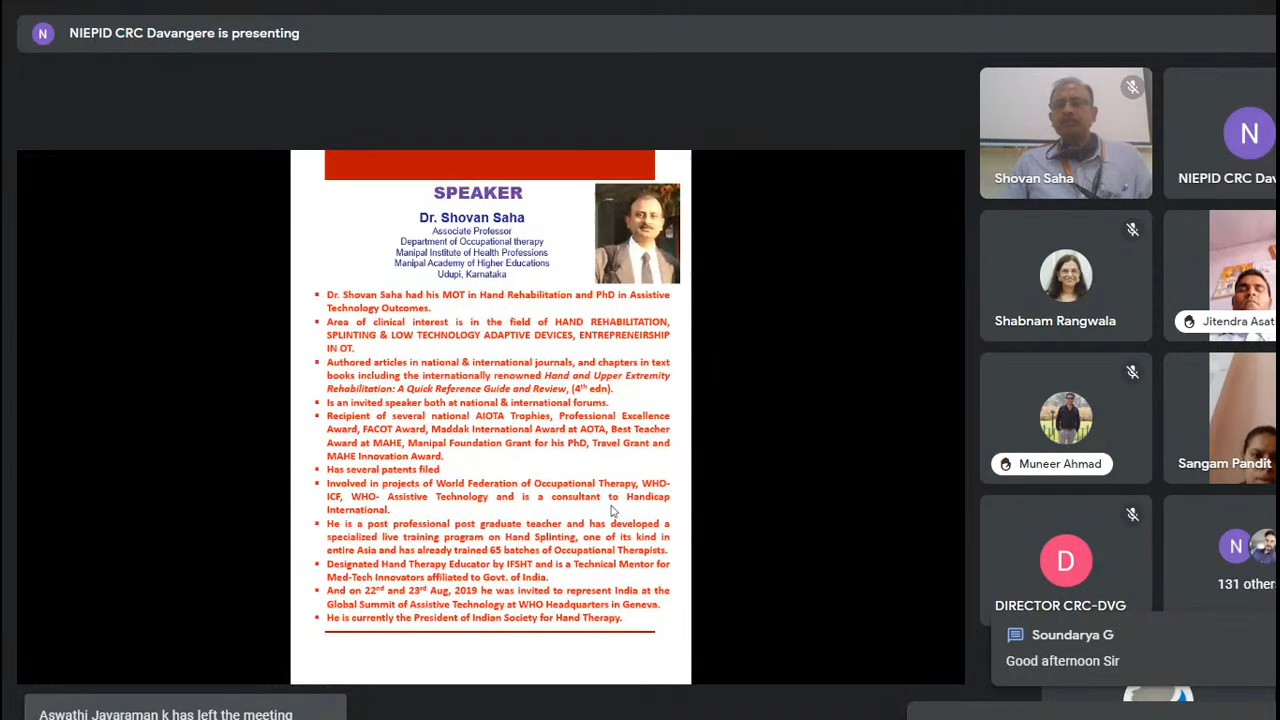 N
NIEPID CRC Davangere is presenting
SPEAKER
Dr. Shovan Saha
Associate Professor
Department of Occupational therapy
Manipal Institute of Health Professions
Manipal Academy of Higher Educations
Udupi, Karnataka
▪ Dr. Shovan Saha had his MOT in Hand Rehabilitation and PhD in Assistive
Technology Outcomes.
▪ Area of clinical interest is in the field of HAND REHABILITATION,
SPLINTING & LOW TECHNOLOGY ADAPTIVE DEVICES, ENTREPRENEIRSHIP
IN OT.
▪ Authored articles in national & international journals, and chapters in text
books including the internationally renowned Hand and Upper Extremity
Rehabilitation: A Quick Reference Guide and Review, (4th edn).
▪ Is an invited speaker both at national & international forums.
▪ Recipient of several national AIOTA Trophies, Professional Excellence
Award, FACOT Award, Maddak International Award at AOTA, Best Teacher
Award at MAHE, Manipal Foundation Grant for his PhD, Travel Grant and
MAHE Innovation Award.
▪ Has several patents filed
▪ Involved in projects of World Federation of Occupational Therapy, WHO-
ICF, WHO- Assistive Technology and is a consultant to Handicap
International.
▪ He is a post professional post graduate teacher and has developed a
specialized live training program on Hand Splinting, one of its kind in
entire Asia and has already trained 65 batches of Occupational Therapists.
▪ Designated Hand Therapy Educator by IFSHT and is a Technical Mentor for
Med-Tech Innovators affiliated to Govt. of India.
▪ And on 22nd and 23rd Aug, 2019 he was invited to represent India at the
Global Summit of Assistive Technology at WHO Headquarters in Geneva.
▪ He is currently the President of Indian Society for Hand Therapy.
Shovan Saha
N
NIEPID CRC Dav
Shabnam Rangwala
Jitendra Asat
Muneer Ahmad
Sangam Pandit
D
DIRECTOR CRC-DVG
N
131 other
Soundarya G
Good afternoon Sir
Aswathi Jayaraman k has left the meeting